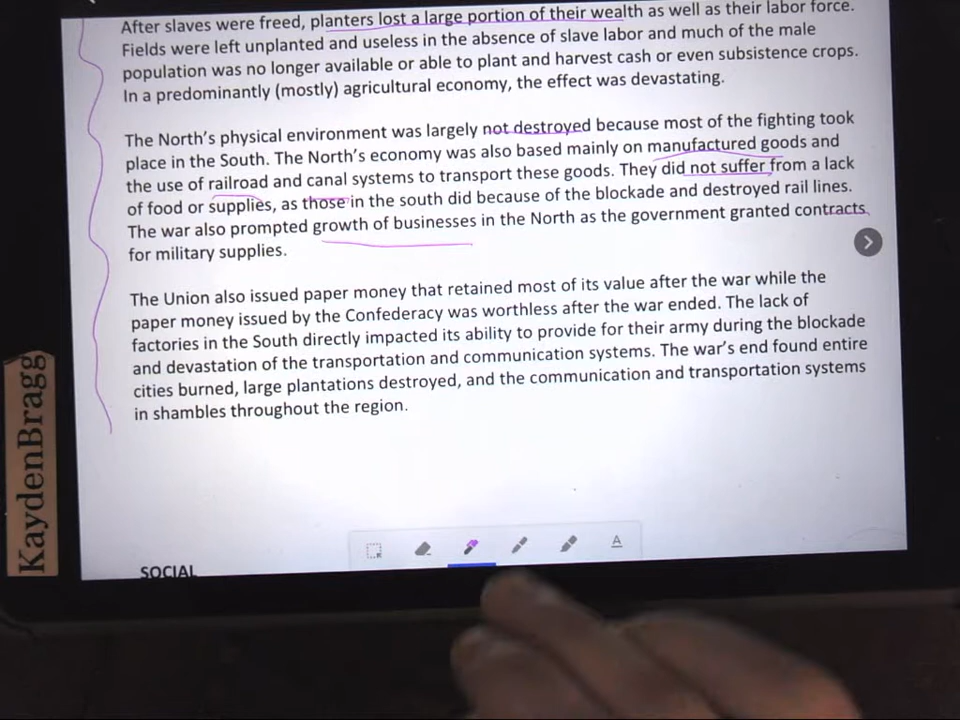 After slaves were freed, planters lost a large portion of their wealth as well as their labor force.
Fields were left unplanted and useless in the absence of slave labor and much of the male
population was no longer available or able to plant and harvest cash or even subsistence crops.
In a predominantly (mostly) agricultural economy, the effect was devastating.
The North's physical environment was largely not destroyed because most of the fighting took
place in the South. The North's economy was also based mainly on manufactured goods and
the use of railroad and canal systems to transport these goods. They did not suffer from a lack
of food or supplies, as those in the south did because of the blockade and destroyed rail lines.
The war also prompted growth of businesses in the North as the government granted contracts
for military supplies.
The Union also issued paper money that retained most of its value after the war while the
paper money issued by the Confederacy was worthless after the war ended. The lack of
factories in the South directly impacted its ability to provide for their army during the blockade
and devastation of the transportation and communication systems. The war's end found entire
cities burned, large plantations destroyed, and the communication and transportation systems
in shambles throughout the region.
SOCIAL
A
KaydenBragg